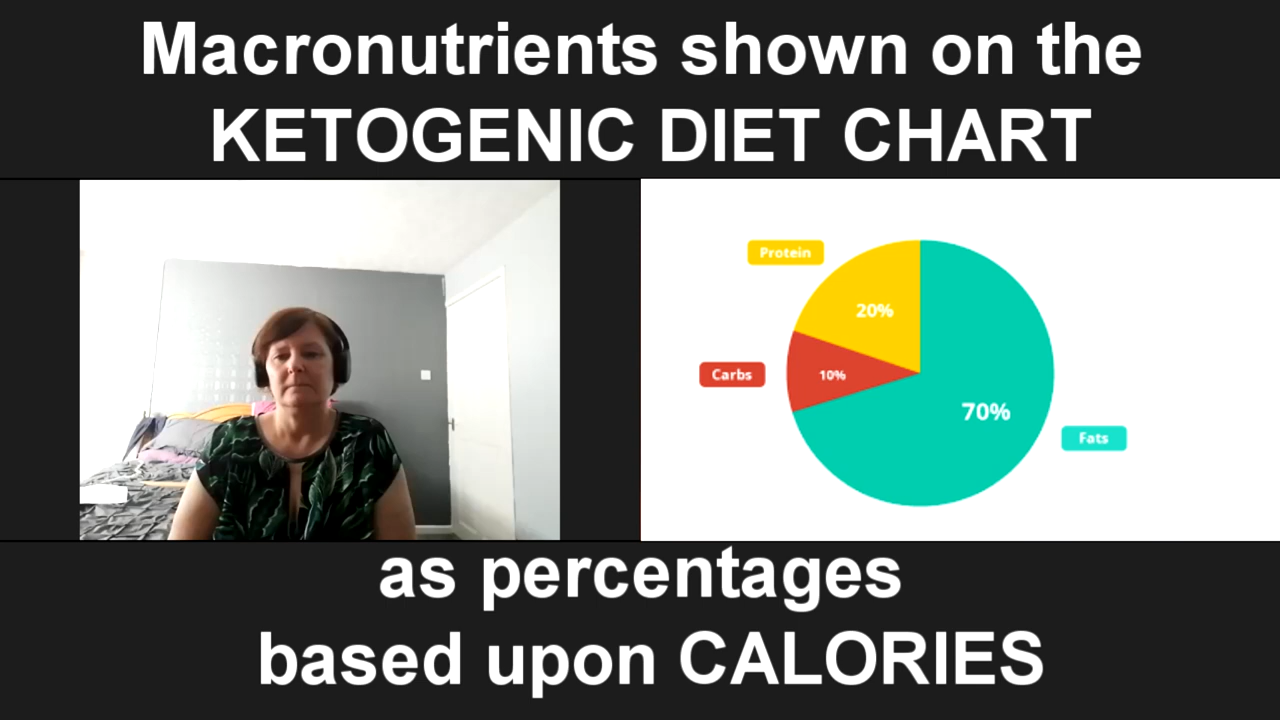 Macronutrients shown on the
KETOGENIC DIET CHART
Protein
20%
Carbs
10%
70%
Fats
as percentages
based upon CALORIES